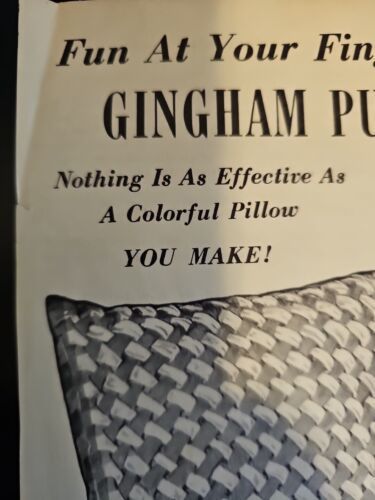 Fun At Your Fin
GINGHAM PU
Nothing Is As Effective As
A Colorful Pillow
YOU MAKE!